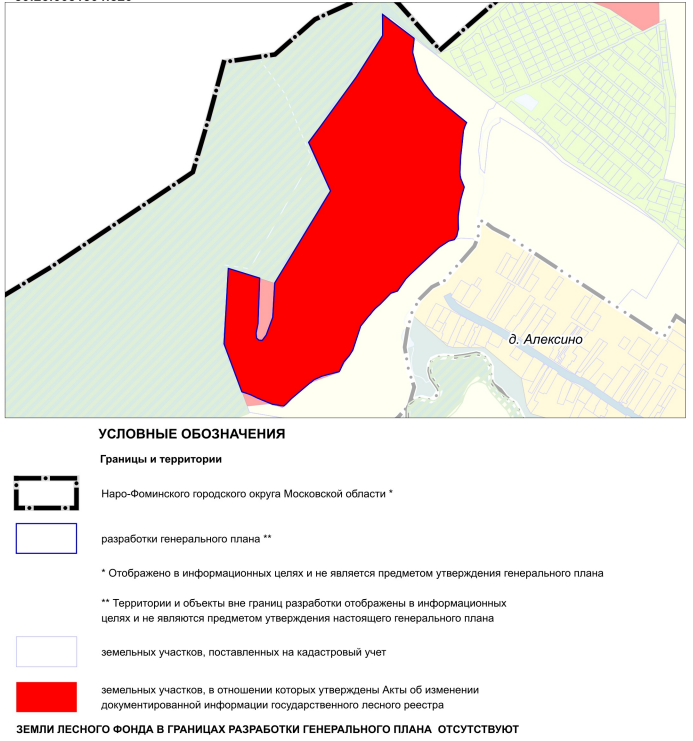 д. Алексино
УСЛОВНЫЕ ОБОЗНАЧЕНИЯ
Границы и территории
Наро-Фоминского городского округа Московской области *
разработки генерального плана **
* Отображено в информационных целях и не является предметом утверждения генерального плана
** Территории и объекты вне границ разработки отображены в информационных
целях и не являются предметом утверждения настоящего генерального плана
земельных участков, поставленных на кадастровый учет
земельных участков, в отношении которых утверждены Акты об изменении
документированной информации государственного лесного реестра
ЗЕМЛИ ЛЕСНОГО ФОНДА В ГРАНИЦАХ РАЗРАБОТКИ ГЕНЕРАЛЬНОГО ПЛАНА ОТСУТСТВУЮТ